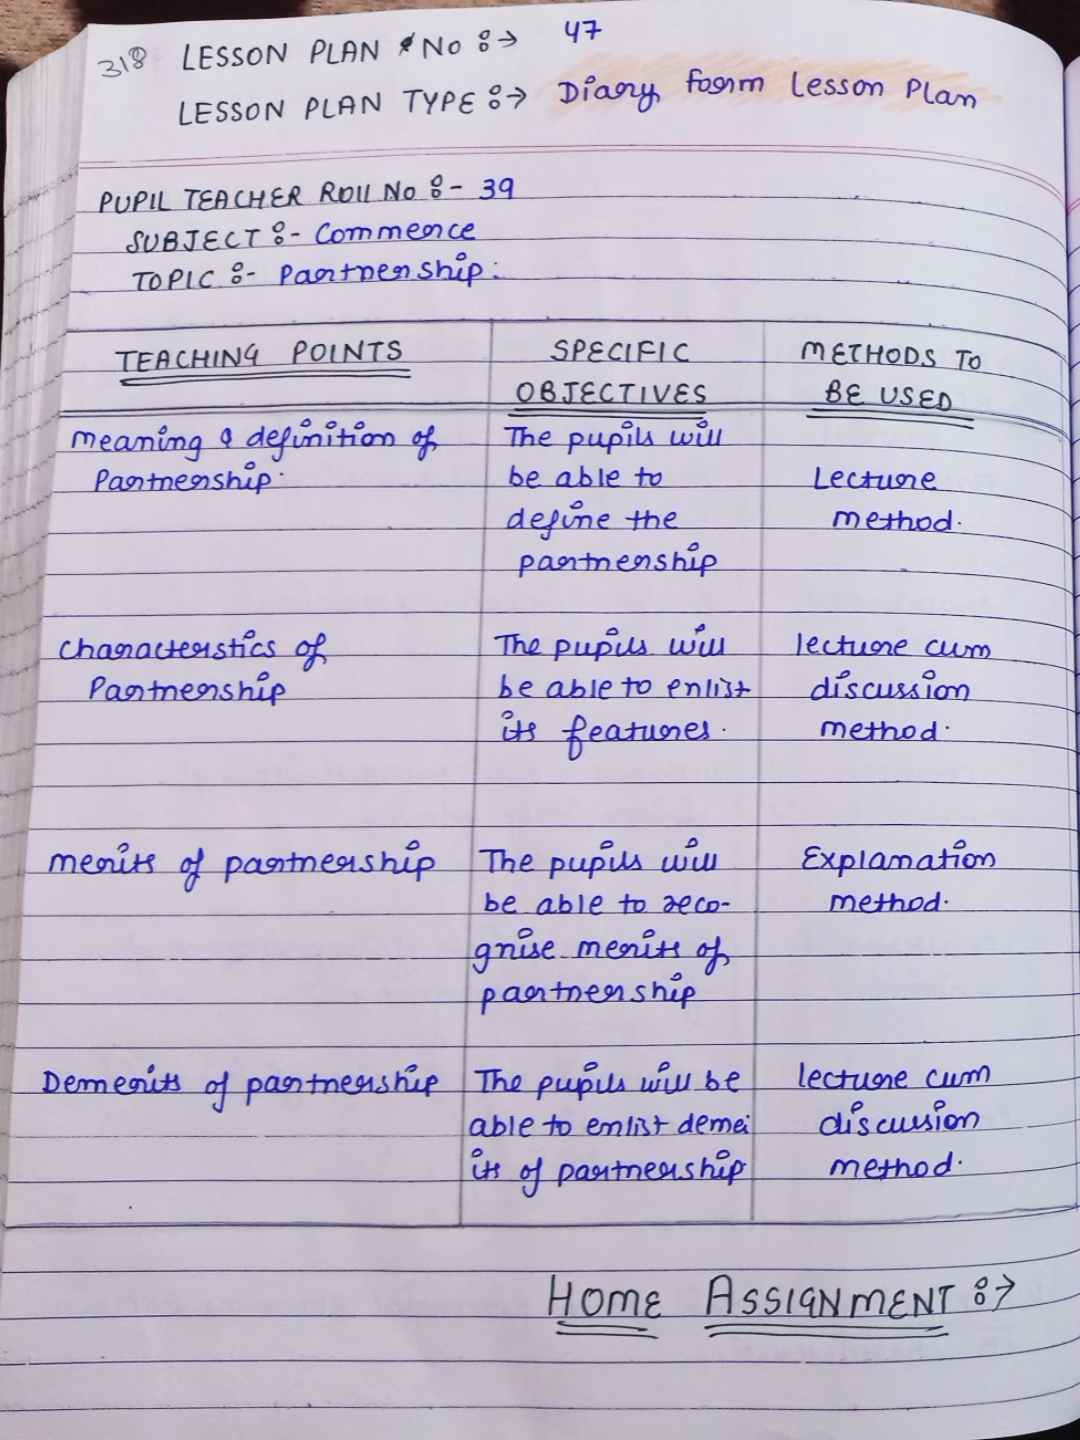 318 LESSON PLAN No :→ 47
LESSON PLAN TYPE :→ Diary form Lesson Plan
PUPIL TEACHER ROll No :- 39
SUBJECT :- Commerce
TOPIC :- Partnership.
TEACHING POINTS
SPECIFIC
OBJECTIVES
METHODS TO
BE USED
Meaning & definition of
Partnership.
The pupils will
be able to
define the
partnership
Lecture
method.
Characteristics of
Partnership
The pupils will
be able to enlist
its features.
lecture cum
discussion
method.
Merits of partnership
The pupils will
be able to reco-
gnise merits of
partnership
Explanation
method.
Demerits of partnership
The pupils will be
able to enlist demer
its of partnership
lecture cum
discussion
method.
HOME ASSIGNMENT :→